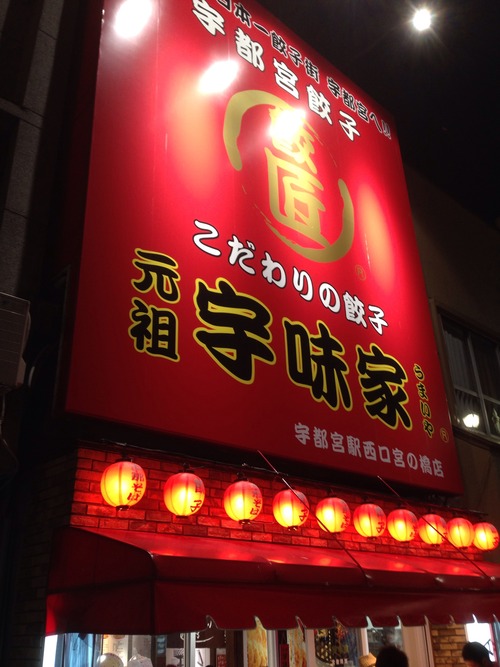 日本一餃子街 宇都宮へ!!
宇都宮餃子
餃匠
こだわりの餃子
元祖
宇味家
うまいや
宇都宮駅西口宮の橋店